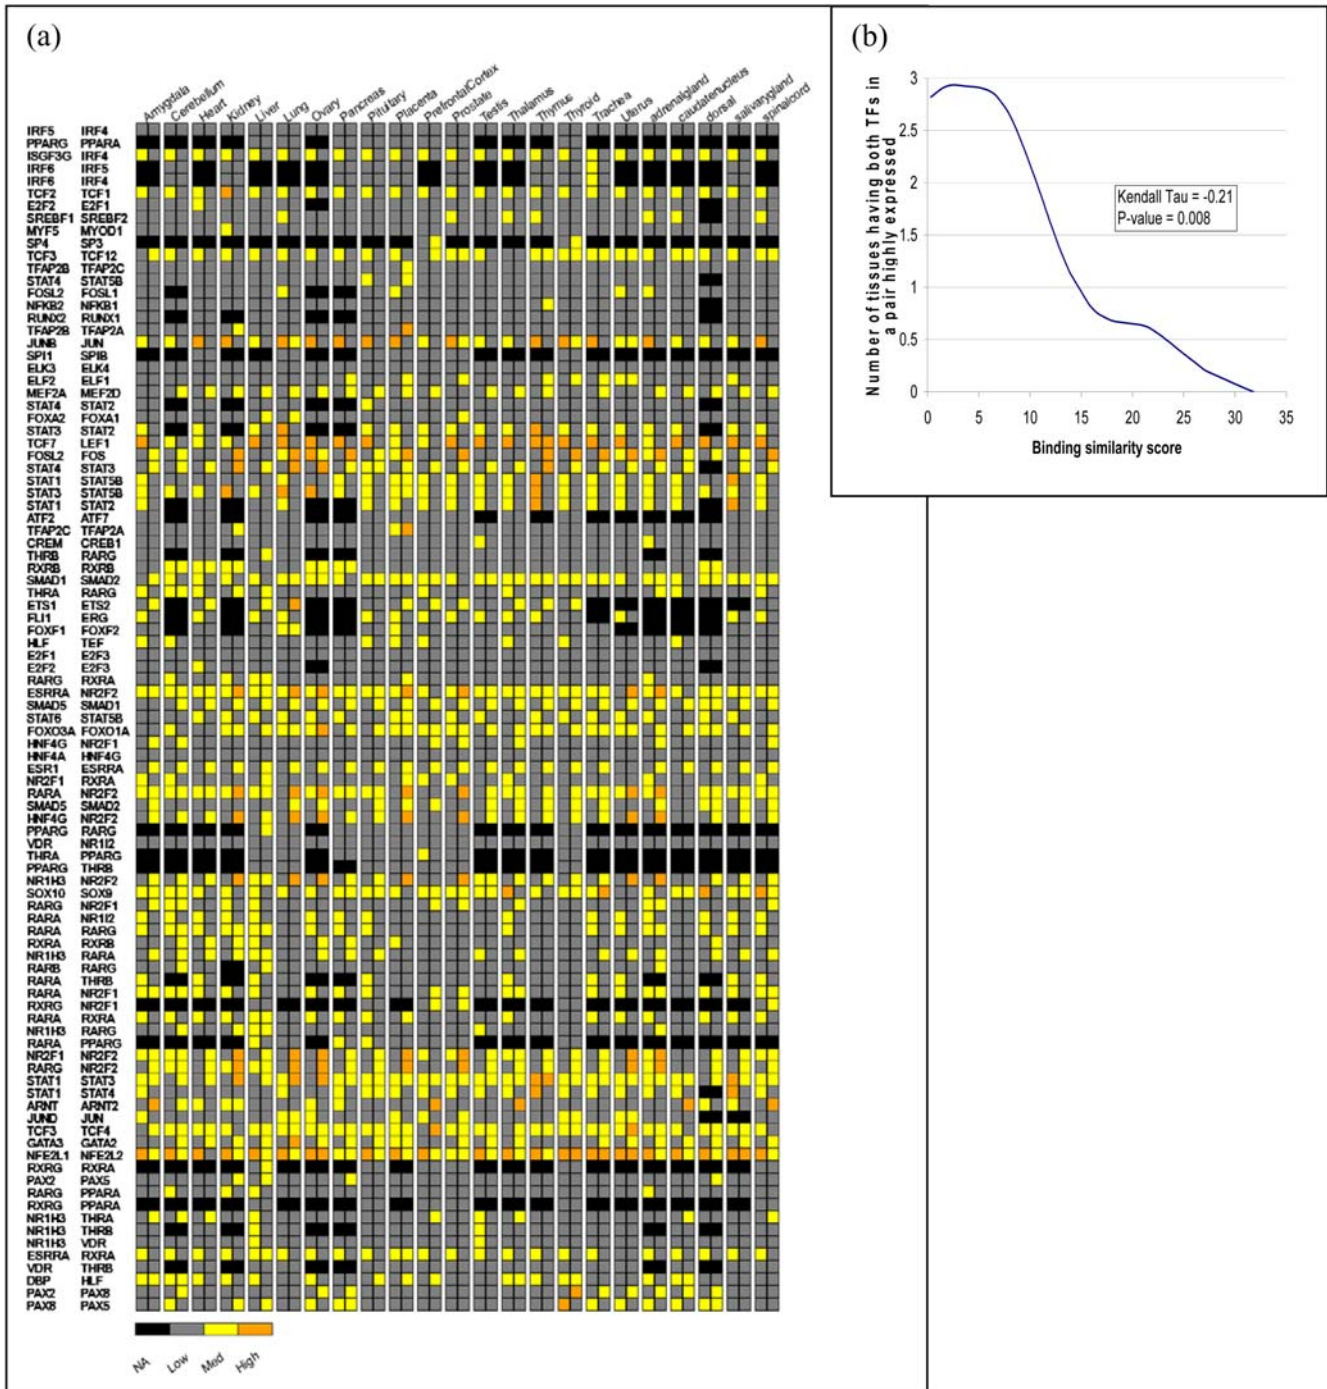 (a)
Amygdala Cerebellum Heart Kidney Liver Lung Ovary Pancreas Pituitary Placenta PrefrontalCortex Prostate Testis Thalamus Thymus Thyroid Trachea Uterus adrenalgland caudatenucleus dorsal salivarygland spinalcord
IRF5 IRF4
PPARG PPARA
ISGF3G IRF4
IRF6 IRF5
IRF6 IRF4
TCF2 TCF1
E2F2 E2F1
SREBF1 SREBF2
MYF5 MYOD1
SP4 SP3
TCF3 TCF12
TFAP2B TFAP2C
STAT4 STAT5B
FOSL2 FOSL1
NFKB2 NFKB1
RUNX2 RUNX1
TFAP2B TFAP2A
JUNB JUN
SPI1 SPIB
ELK3 ELK4
ELF2 ELF1
MEF2A MEF2D
STAT4 STAT2
FOXA2 FOXA1
STAT3 STAT2
TCF7 LEF1
FOSL2 FOS
STAT4 STAT3
STAT1 STAT5B
STAT3 STAT5B
STAT1 STAT2
ATF2 ATF7
TFAP2C TFAP2A
CREM CREB1
THRB RARG
RXRB RXRB
SMAD1 SMAD2
THRA RARG
ETS1 ETS2
FLI1 ERG
FOXF1 FOXF2
HLF TEF
E2F1 E2F3
E2F2 E2F3
RARG RXRA
ESRRA NR2F2
SMAD5 SMAD1
STAT6 STAT5B
FOXO3A FOXO1A
HNF4G NR2F1
HNF4A HNF4G
ESR1 ESRRA
NR2F1 RXRA
RARA NR2F2
SMAD5 SMAD2
HNF4G NR2F2
PPARG RARG
VDR NR1I2
THRA PPARG
PPARG THRB
NR1H3 NR2F2
SOX10 SOX9
RARG NR2F1
RARA NR1I2
RARA RARG
RXRA RXRB
NR1H3 RARA
RARB RARG
RARA THRB
RARA NR2F1
RXRG NR2F1
RARA RXRA
NR1H3 RARG
RARA PPARG
NR2F1 NR2F2
RARG NR2F2
STAT1 STAT3
STAT1 STAT4
ARNT ARNT2
JUND JUN
TCF3 TCF4
GATA3 GATA2
NFE2L1 NFE2L2
RXRG RXRA
PAX2 PAX5
RARG PPARA
RXRG PPARA
NR1H3 THRA
NR1H3 THRB
NR1H3 VDR
ESRRA RXRA
VDR THRB
DBP HLF
PAX2 PAX8
PAX8 PAX5
NA Low Med High
(b)
Number of tissues having both TFs in
a pair highly expressed
3
2.5
2
1.5
1
0.5
0
Kendall Tau = -0.21
P-value = 0.008
0 5 10 15 20 25 30 35
Binding similarity score